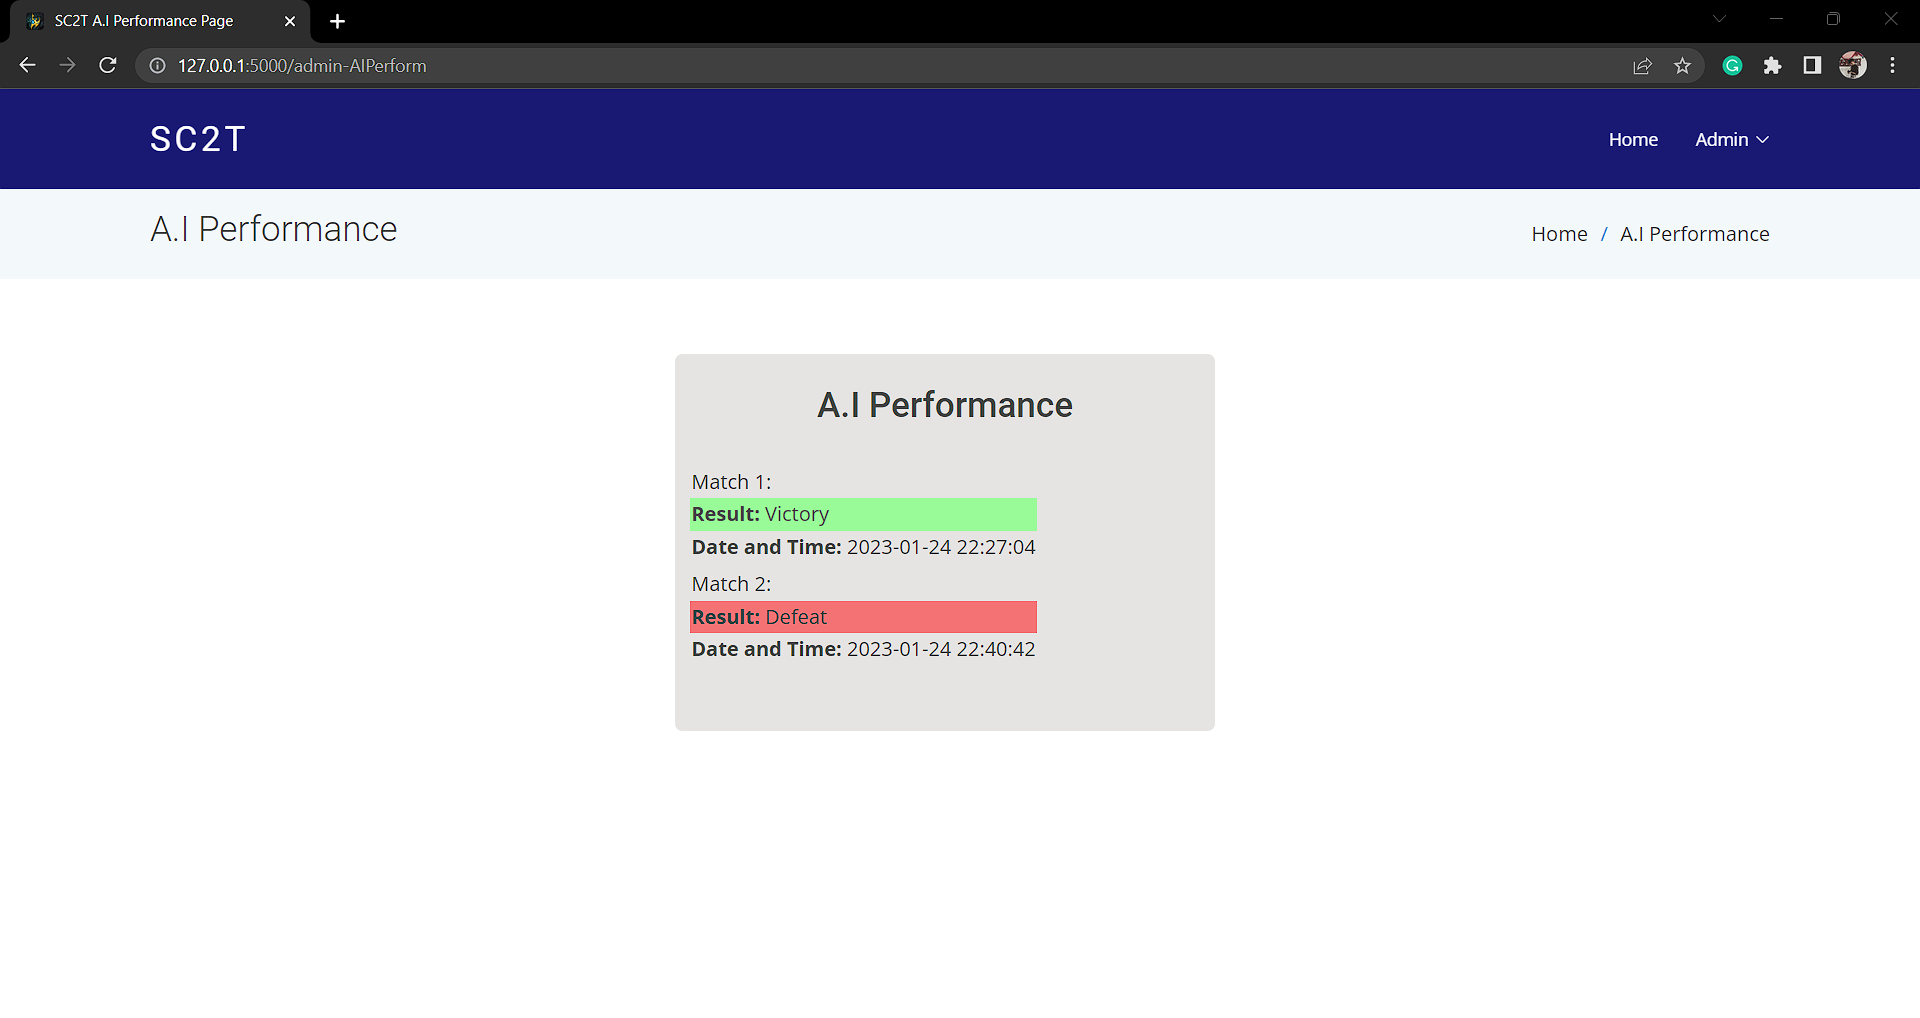 SC2T A.I Performance Page
127.0.0.1:5000/admin-AIPerform
SC2T
Home
Admin
A.I Performance
Home / A.I Performance
A.I Performance
Match 1:
Result: Victory
Date and Time: 2023-01-24 22:27:04
Match 2:
Result: Defeat
Date and Time: 2023-01-24 22:40:42